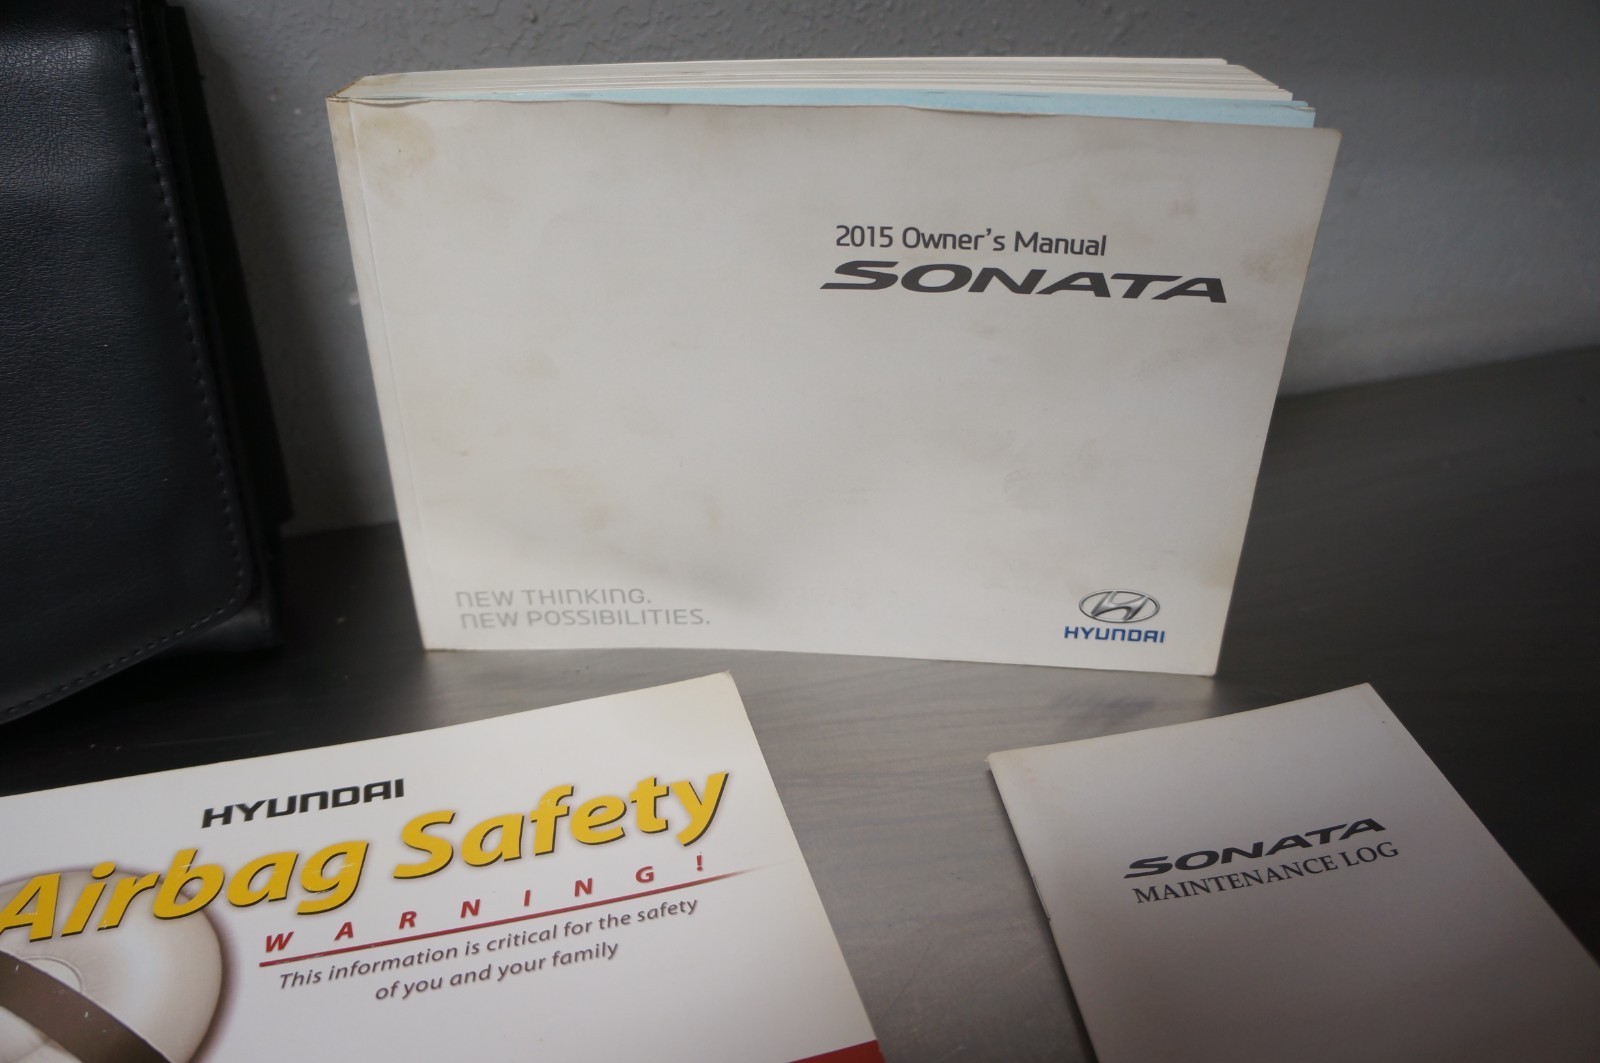 2015 Owner's Manual
SONATA
NEW THINKING.
NEW POSSIBILITIES.
HYUNDAI
HYUNDAI
Airbag Safety
WARNING!
This information is critical for the safety
of you and your family
SONATA
MAINTENANCE LOG